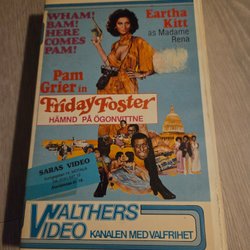 WHAM!
BAM!
HERE
COMES PAM!
Eartha
Kitt
as Madame
Rena
Pam
Grier in
Friday Foster
HÄMND PÅ ÖGONVITTNE
SABAS VIDEO
WALTHERS
VIDEO KANALEN MED VALFRIHET